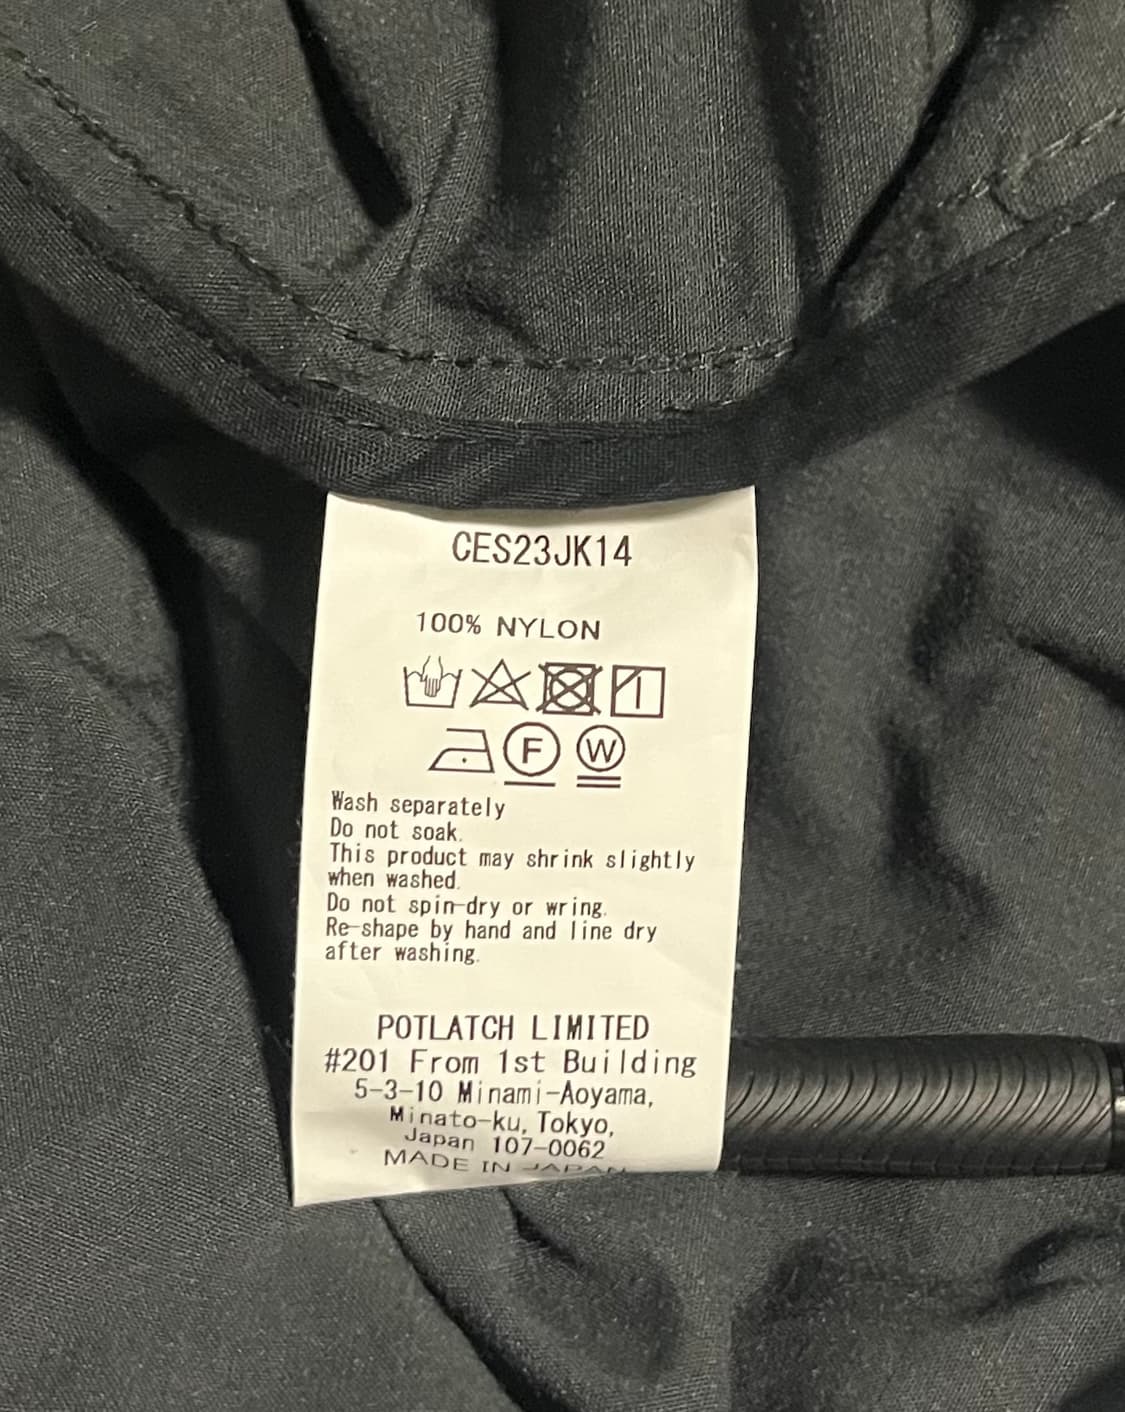 CES23JK14
100% NYLON
F W
Wash separately
Do not soak.
This product may shrink slightly
when washed.
Do not spin-dry or wring.
Re-shape by hand and line dry
after washing.
POTLATCH LIMITED
#201 From 1st Building
5-3-10 Minami-Aoyama,
Minato-ku, Tokyo,
Japan 107-0062
MADE IN JAPAN